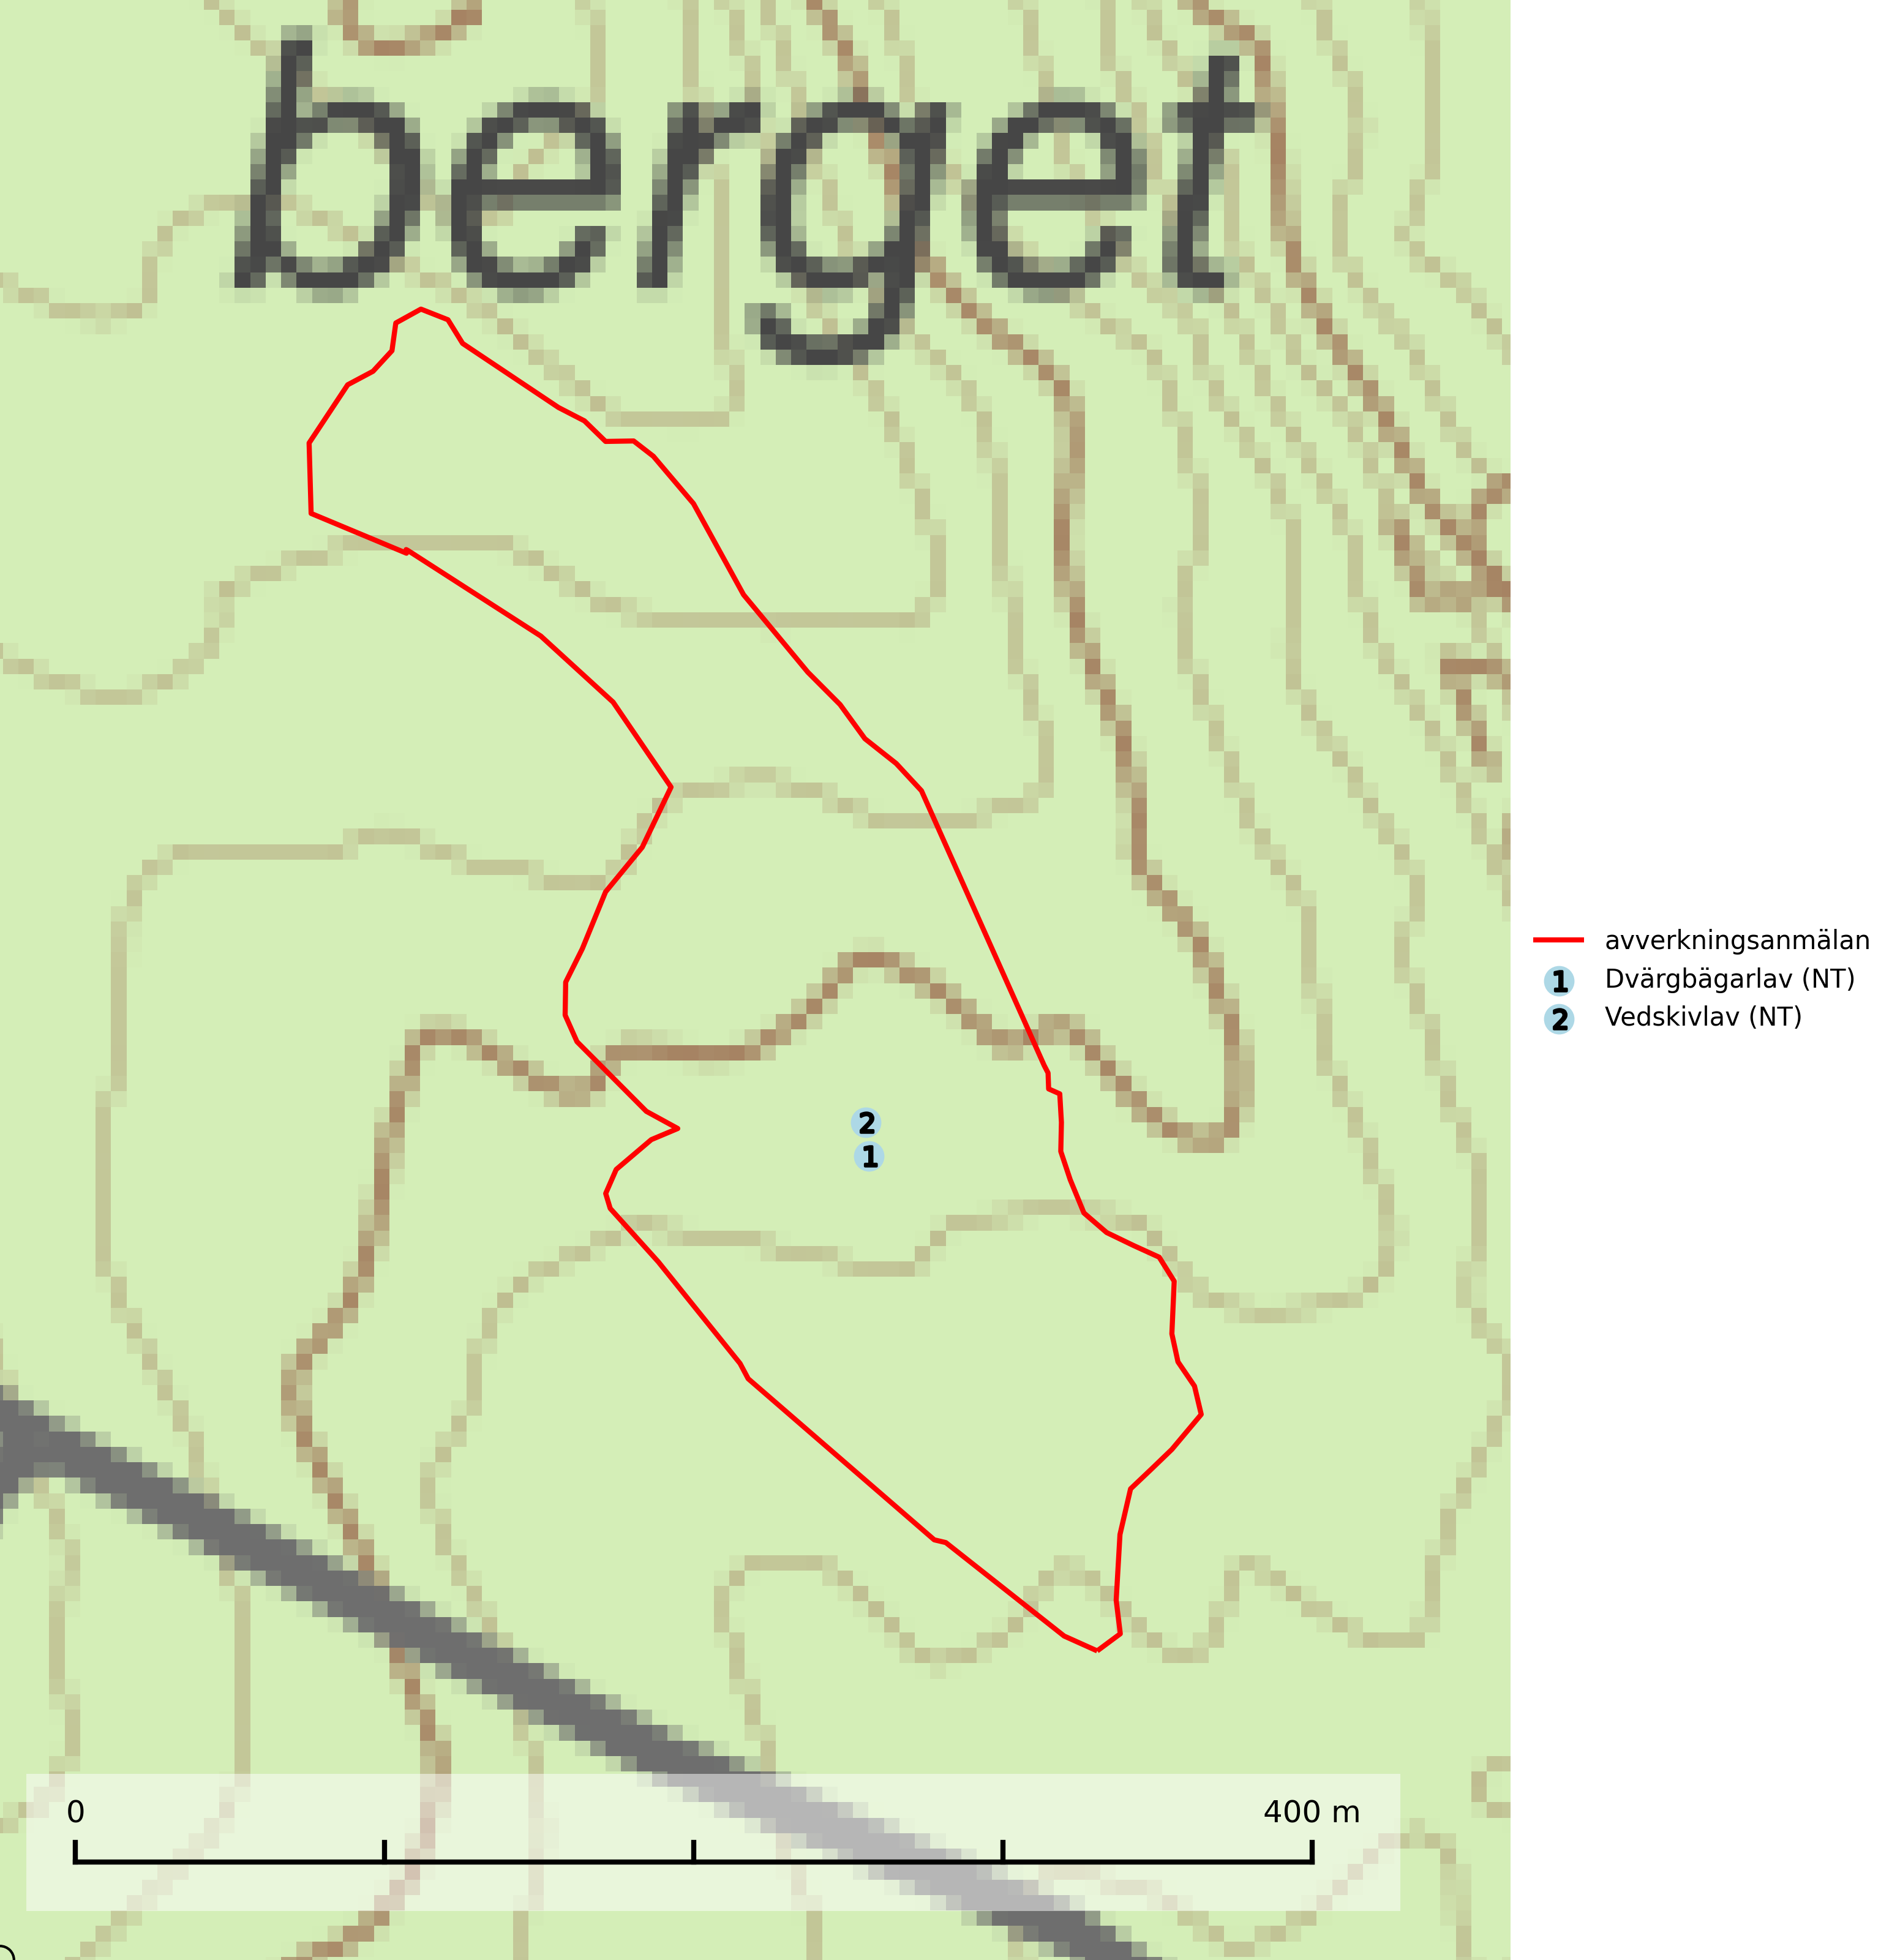 berget
avverkningsanmälan
1 Dvärgbägarlav (NT)
2 Vedskivlav (NT)
2
1
0 400 m